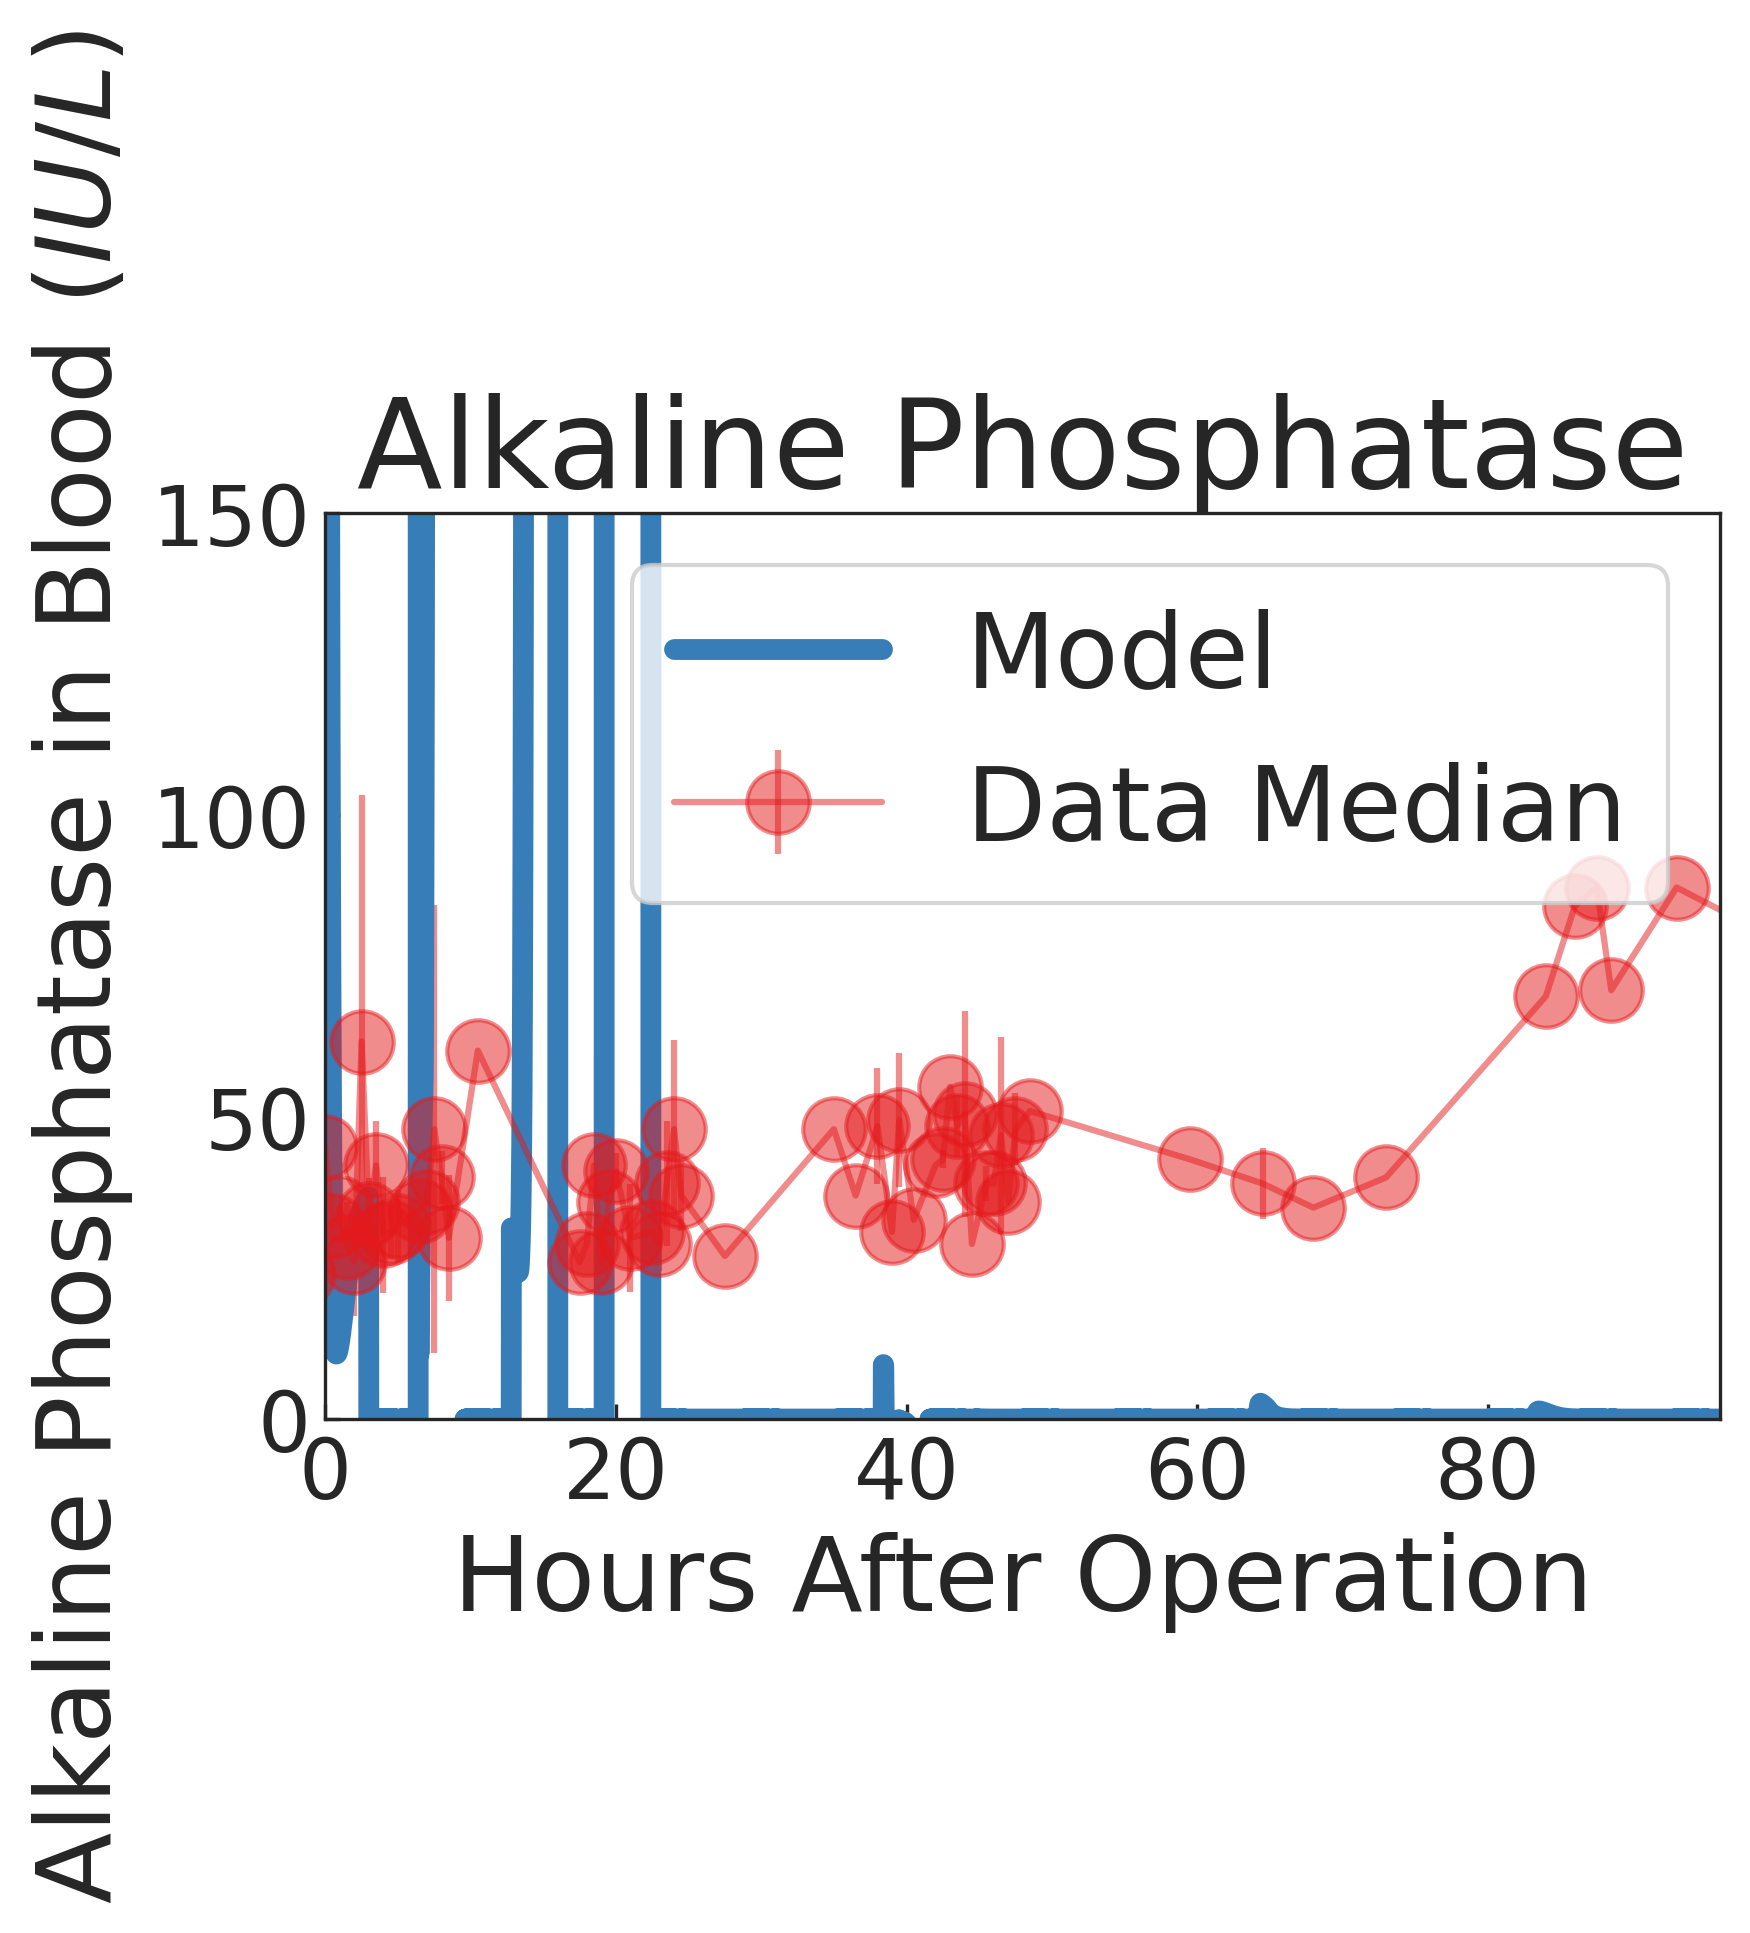 Alkaline Phosphatase
Alkaline Phosphatase in Blood (IU/L)
150
100
50
0
Model
Data Median
0 20 40 60 80
Hours After Operation